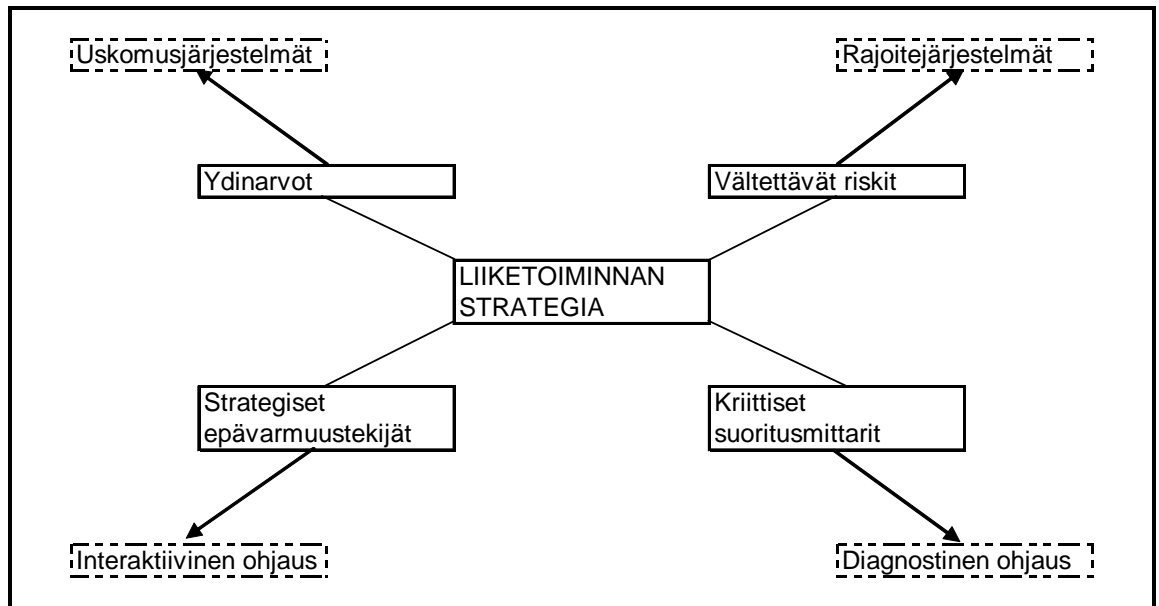 Uskomusjärjestelmät
Rajoitejärjestelmät
Ydinarvot
Vältettävät riskit
LIIKETOIMINNAN
STRATEGIA
Strategiset
epävarmuustekijät
Kriittiset
suoritusmittarit
Interaktiivinen ohjaus
Diagnostinen ohjaus